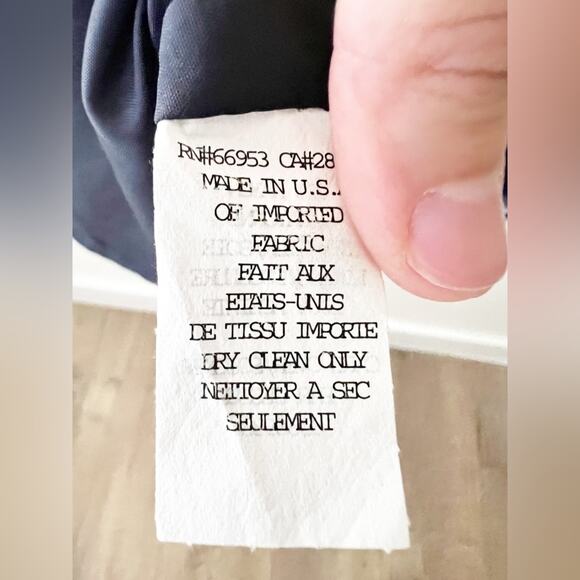 RN#66953 CA#28
MADE IN U.S.A
OF IMPORTED
FABRIC
FAIT AUX
ETATS-UNIS
DE TISSU IMPORTE
DRY CLEAN ONLY
NETTOYER A SEC
SEULEMENT